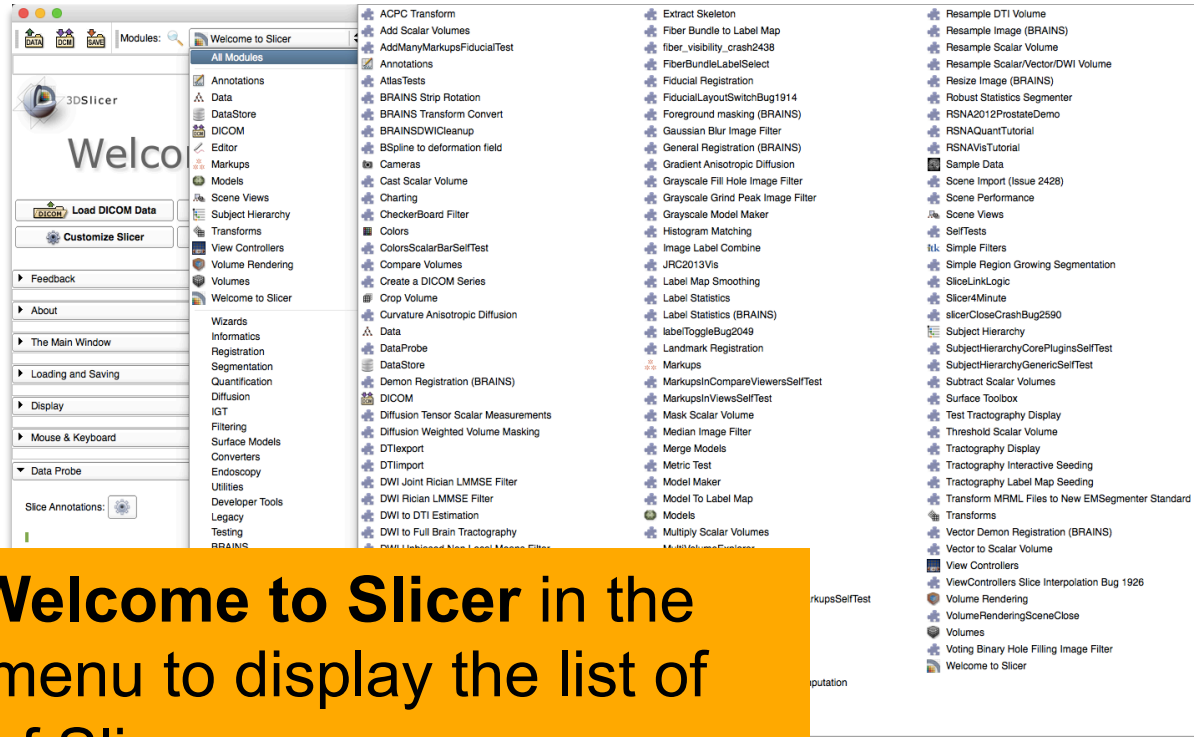 DATA DCM SAVE Modules: Welcome to Slicer
3DSlicer
Welco
Load DICOM Data
Customize Slicer
Feedback
About
The Main Window
Loading and Saving
Display
Mouse & Keyboard
Data Probe
Slice Annotations:
All Modules
Annotations
Data
DataStore
DICOM
Editor
Markups
Models
Scene Views
Subject Hierarchy
Transforms
View Controllers
Volume Rendering
Volumes
Welcome to Slicer
Wizards
Informatics
Registration
Segmentation
Quantification
Diffusion
IGT
Filtering
Surface Models
Converters
Endoscopy
Utilities
Developer Tools
Legacy
Testing
BRAINS
ACPC Transform
Add Scalar Volumes
AddManyMarkupsFiducialTest
Annotations
AtlasTests
BRAINS Strip Rotation
BRAINS Transform Convert
BRAINSDWICleanup
BSpline to deformation field
Cameras
Cast Scalar Volume
Charting
CheckerBoard Filter
Colors
ColorsScalarBarSelfTest
Compare Volumes
Create a DICOM Series
Crop Volume
Curvature Anisotropic Diffusion
Data
DataProbe
DataStore
Demon Registration (BRAINS)
DICOM
Diffusion Tensor Scalar Measurements
Diffusion Weighted Volume Masking
DTIexport
DTIimport
DWI Joint Rician LMMSE Filter
DWI Rician LMMSE Filter
DWI to DTI Estimation
DWI to Full Brain Tractography
DWI Unbiased Non Local Means Filter
Extract Skeleton
Fiber Bundle to Label Map
fiber_visibility_crash2438
FiberBundleLabelSelect
Fiducial Registration
FiducialLayoutSwitchBug1914
Foreground masking (BRAINS)
Gaussian Blur Image Filter
General Registration (BRAINS)
Gradient Anisotropic Diffusion
Grayscale Fill Hole Image Filter
Grayscale Grind Peak Image Filter
Grayscale Model Maker
Histogram Matching
Image Label Combine
JRC2013Vis
Label Map Smoothing
Label Statistics
Label Statistics (BRAINS)
labelToggleBug2049
Landmark Registration
Markups
MarkupsInCompareViewersSelfTest
MarkupsInViewsSelfTest
Mask Scalar Volume
Median Image Filter
Merge Models
Metric Test
Model Maker
Model To Label Map
Models
Multiply Scalar Volumes
MultiVolumeExplorer
rkupsSelfTest
putation
Resample DTI Volume
Resample Image (BRAINS)
Resample Scalar Volume
Resample Scalar/Vector/DWI Volume
Resize Image (BRAINS)
Robust Statistics Segmenter
RSNA2012ProstateDemo
RSNAQuantTutorial
RSNAVisTutorial
Sample Data
Scene Import (Issue 2428)
Scene Performance
Scene Views
SelfTests
itk Simple Filters
Simple Region Growing Segmentation
SliceLinkLogic
Slicer4Minute
slicerCloseCrashBug2590
Subject Hierarchy
SubjectHierarchyCorePluginsSelfTest
SubjectHierarchyGenericSelfTest
Subtract Scalar Volumes
Surface Toolbox
Test Tractography Display
Threshold Scalar Volume
Tractography Display
Tractography Interactive Seeding
Tractography Label Map Seeding
Transform MRML Files to New EMSegmenter Standard
Transforms
Vector Demon Registration (BRAINS)
Vector to Scalar Volume
View Controllers
ViewControllers Slice Interpolation Bug 1926
Volume Rendering
VolumeRenderingSceneClose
Volumes
Voting Binary Hole Filling Image Filter
Welcome to Slicer
Welcome to Slicer in the
menu to display the list of